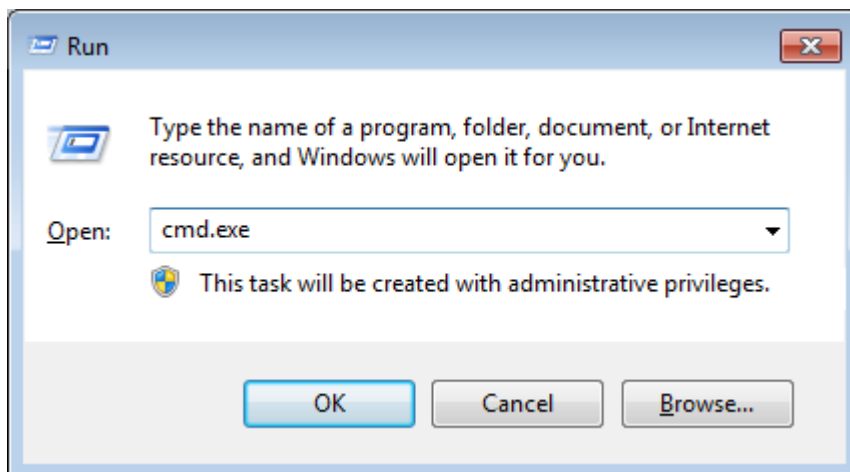 Run
Type the name of a program, folder, document, or Internet
resource, and Windows will open it for you.
Open: cmd.exe
This task will be created with administrative privileges.
OK Cancel Browse...